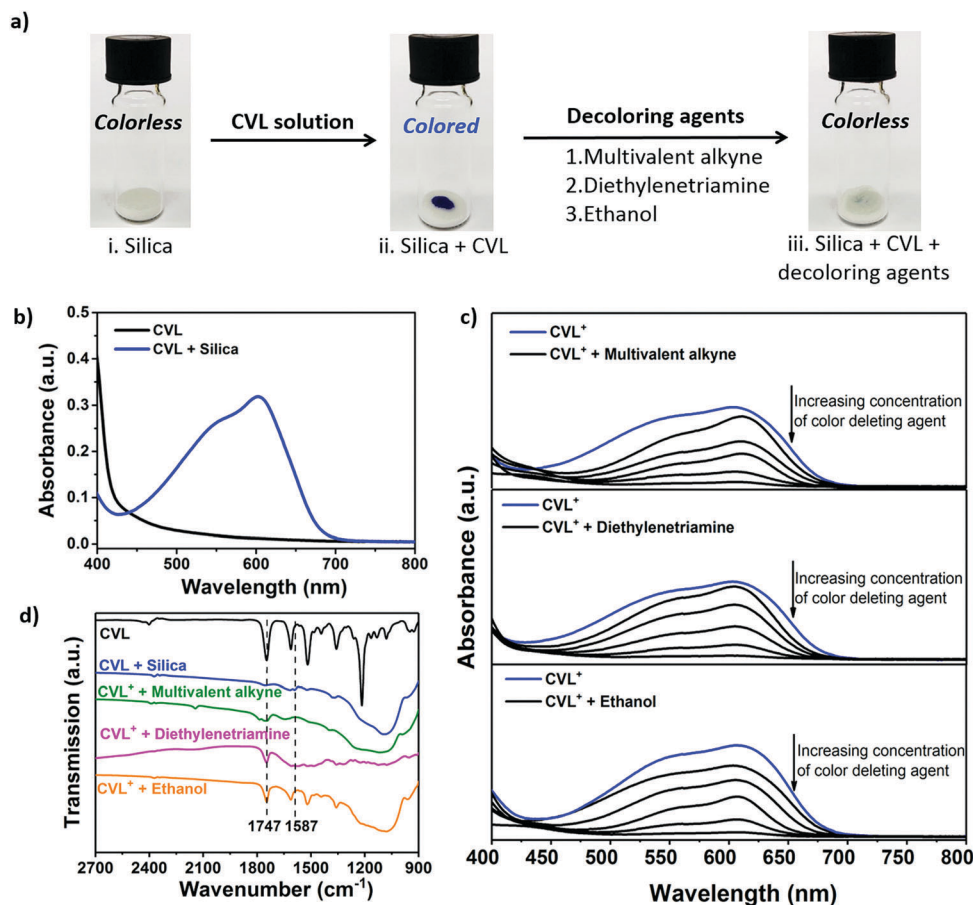 a)
Colorless
CVL solution
Colored
Decoloring agents
1.Multivalent alkyne
2.Diethylenetriamine
3.Ethanol
Colorless
i. Silica
ii. Silica + CVL
iii. Silica + CVL +
decoloring agents
b)
Absorbance (a.u.)
0.5
0.4
0.3
0.2
0.1
0.0
CVL
CVL + Silica
400
500
600
700
800
Wavelength (nm)
c)
Absorbance (a.u.)
CVL⁺
CVL⁺ + Multivalent alkyne
Increasing concentration
of color deleting agent
CVL⁺
CVL⁺ + Diethylenetriamine
Increasing concentration
of color deleting agent
CVL⁺
CVL⁺ + Ethanol
Increasing concentration
of color deleting agent
400
450
500
550
600
650
700
750
800
Wavelength (nm)
d)
Transmission (a.u.)
CVL
CVL + Silica
CVL⁺ + Multivalent alkyne
CVL⁺ + Diethylenetriamine
CVL⁺ + Ethanol
1747
1587
2700
2400
2100
1800
1500
1200
900
Wavenumber (cm⁻¹)